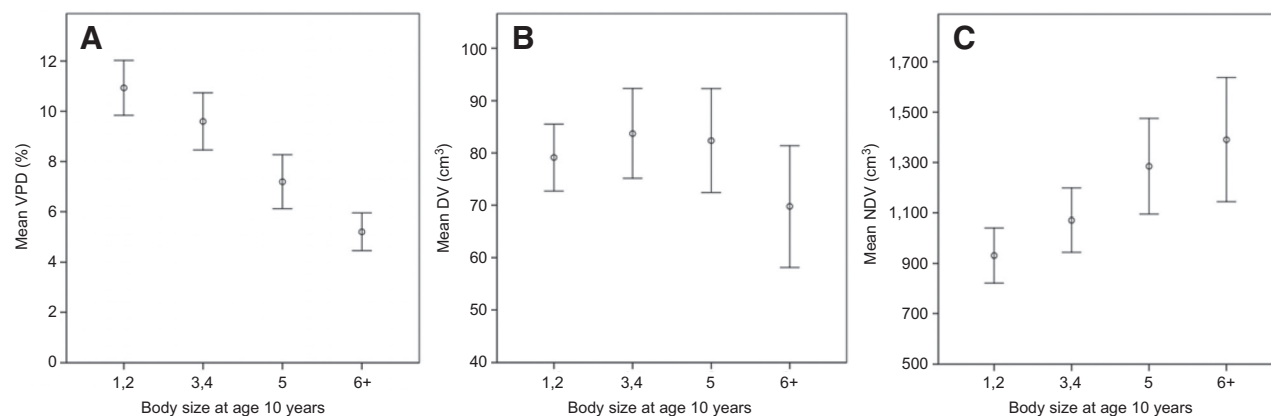 A
Mean VPD (%)
12
10
8
6
4
2
0
1,2 3,4 5 6+
Body size at age 10 years
B
Mean DV (cm³)
100
90
80
70
60
50
40
1,2 3,4 5 6+
Body size at age 10 years
C
Mean NDV (cm³)
1,700
1,500
1,300
1,100
900
700
500
1,2 3,4 5 6+
Body size at age 10 years